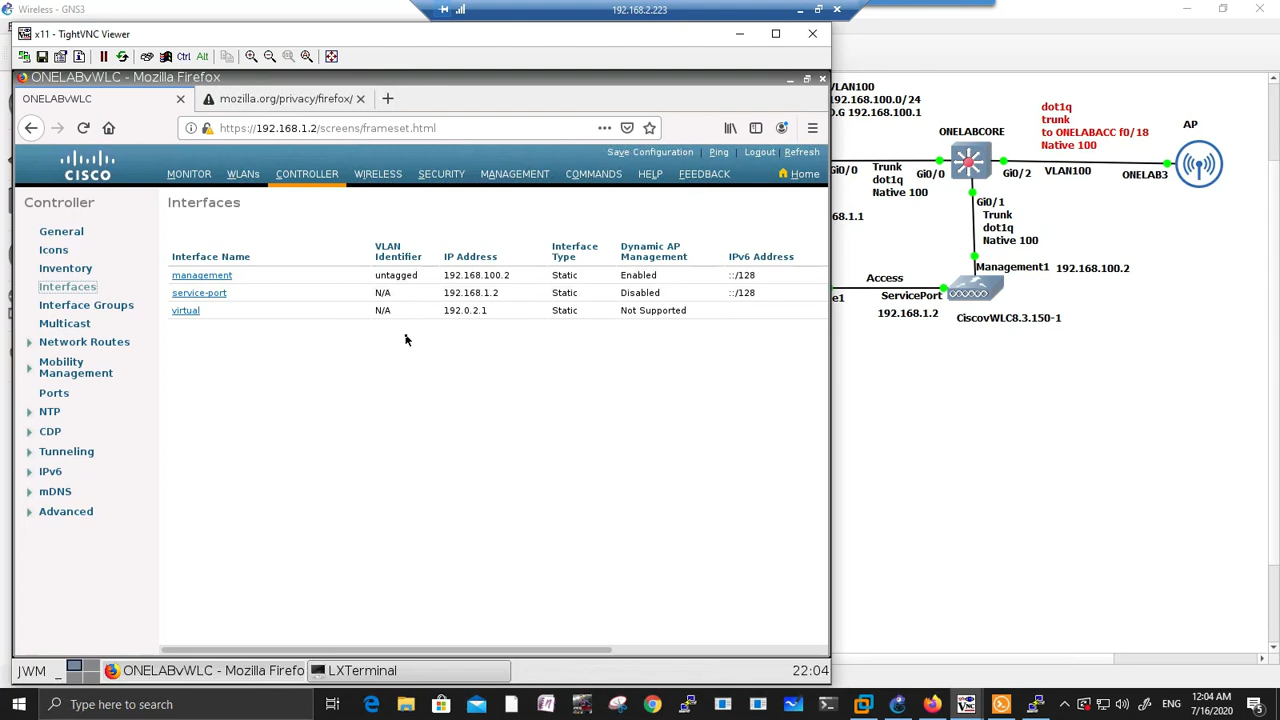 Wireless - GNS3
192.168.2.223
x11 - TightVNC Viewer
Ctrl Alt
ONELABvWLC - Mozilla Firefox
ONELABvWLC
mozilla.org/privacy/firefox/
https://192.168.1.2/screens/frameset.html
Save Configuration Ping Logout Refresh
CISCO
MONITOR WLANs CONTROLLER WIRELESS SECURITY MANAGEMENT COMMANDS HELP FEEDBACK Home
Controller
General
Icons
Inventory
Interfaces
Interface Groups
Multicast
Network Routes
Mobility
Management
Ports
NTP
CDP
Tunneling
IPv6
mDNS
Advanced
Interfaces
Interface Name VLAN Identifier IP Address Interface Type Dynamic AP Management IPv6 Address
management untagged 192.168.100.2 Static Enabled ::/128
service-port N/A 192.168.1.2 Static Disabled ::/128
virtual N/A 192.0.2.1 Static Not Supported
JWM
ONELABvWLC - Mozilla Firefo
LXTerminal
22:04
VLAN100
192.168.100.0/24
D.G 192.168.100.1
dot1q
trunk
to ONELABACC f0/18
Native 100
ONELABCORE
AP
Gi0/0
Trunk
dot1q
Native 100
Gi0/0
Gi0/2
VLAN100
ONELAB3
Gi0/1
Trunk
dot1q
Native 100
Management1 192.168.100.2
Access
ServicePort
192.168.1.2
CiscovWLC8.3.150-1
Type here to search
ENG
12:04 AM
7/16/2020